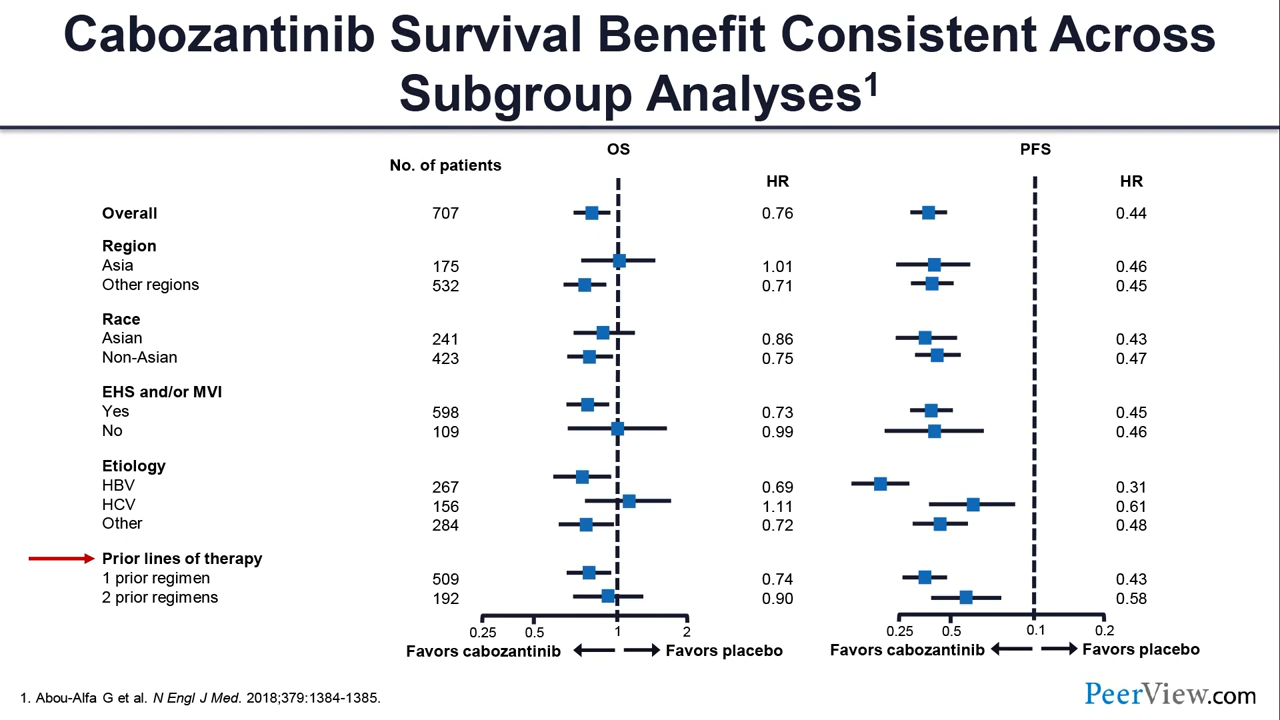 Cabozantinib Survival Benefit Consistent Across
Subgroup Analyses1
OS PFS
No. of patients HR HR
Overall 707 0.76 0.44
Region
Asia 175 1.01 0.46
Other regions 532 0.71 0.45
Race
Asian 241 0.86 0.43
Non-Asian 423 0.75 0.47
EHS and/or MVI
Yes 598 0.73 0.45
No 109 0.99 0.46
Etiology
HBV 267 0.69 0.31
HCV 156 1.11 0.61
Other 284 0.72 0.48
Prior lines of therapy
1 prior regimen 509 0.74 0.43
2 prior regimens 192 0.90 0.58
0.25 0.5 1 2 0.25 0.5 0.1 0.2
Favors cabozantinib Favors placebo Favors cabozantinib Favors placebo
1. Abou-Alfa G et al. N Engl J Med. 2018;379:1384-1385.
PeerView.com